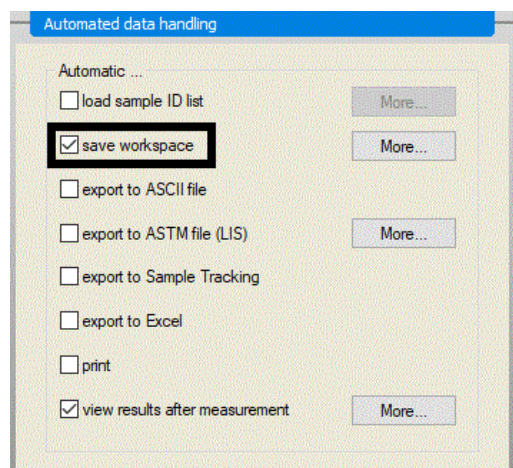 Automated data handling
Automatic ...
load sample ID list More...
save workspace More...
export to ASCII file
export to ASTM file (LIS) More...
export to Sample Tracking
export to Excel
print
view results after measurement More...